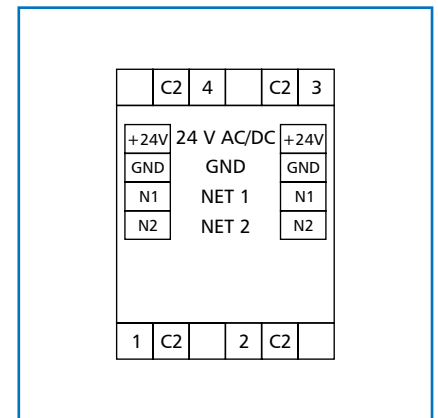 C2 4 C2 3
+24V 24 V AC/DC +24V
GND GND GND
N1 NET 1 N1
N2 NET 2 N2
1 C2 2 C2